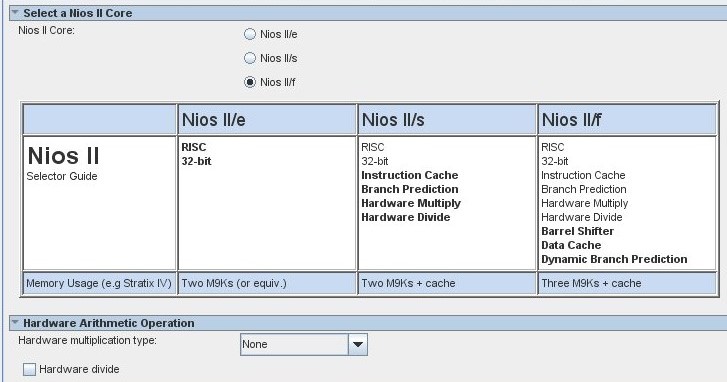 Select a Nios II Core
Nios II Core:
Nios II/e
Nios II/s
Nios II/f
Nios II/e Nios II/s Nios II/f
Nios II
Selector Guide
RISC
32-bit
RISC
32-bit
Instruction Cache
Branch Prediction
Hardware Multiply
Hardware Divide
RISC
32-bit
Instruction Cache
Branch Prediction
Hardware Multiply
Hardware Divide
Barrel Shifter
Data Cache
Dynamic Branch Prediction
Memory Usage (e.g Stratix IV) Two M9Ks (or equiv.) Two M9Ks + cache Three M9Ks + cache
Hardware Arithmetic Operation
Hardware multiplication type: None
Hardware divide